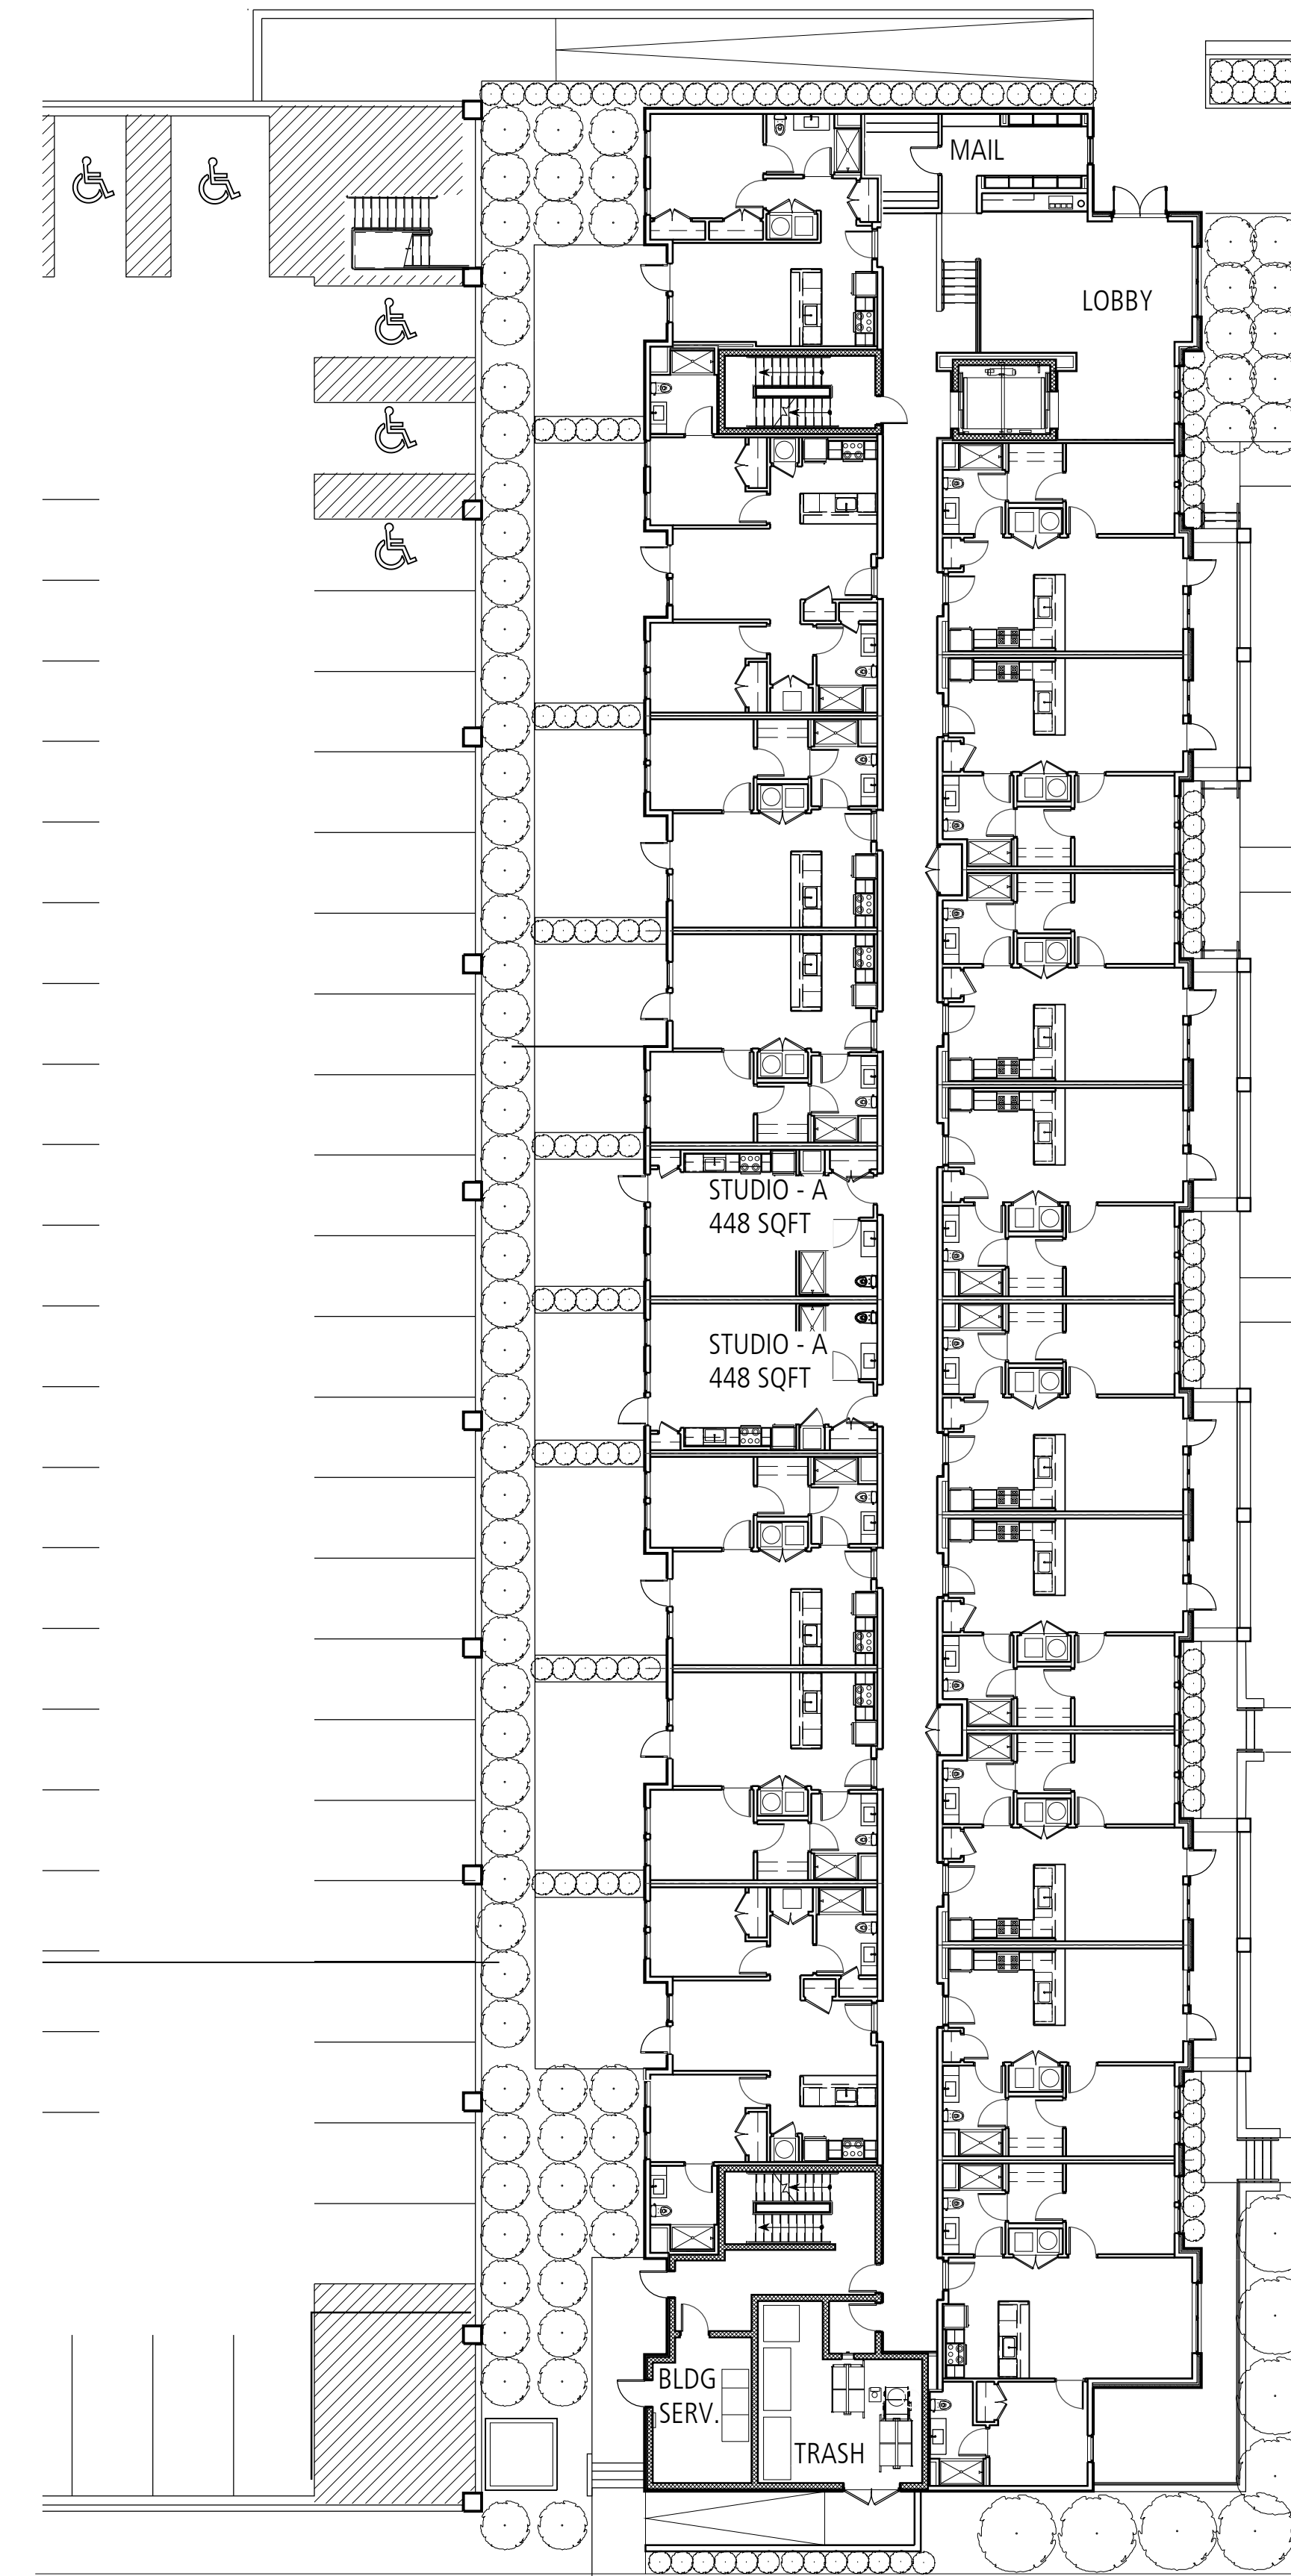 MAIL
LOBBY
STUDIO - A
448 SQFT
STUDIO - A
448 SQFT
BLDG
SERV.
TRASH